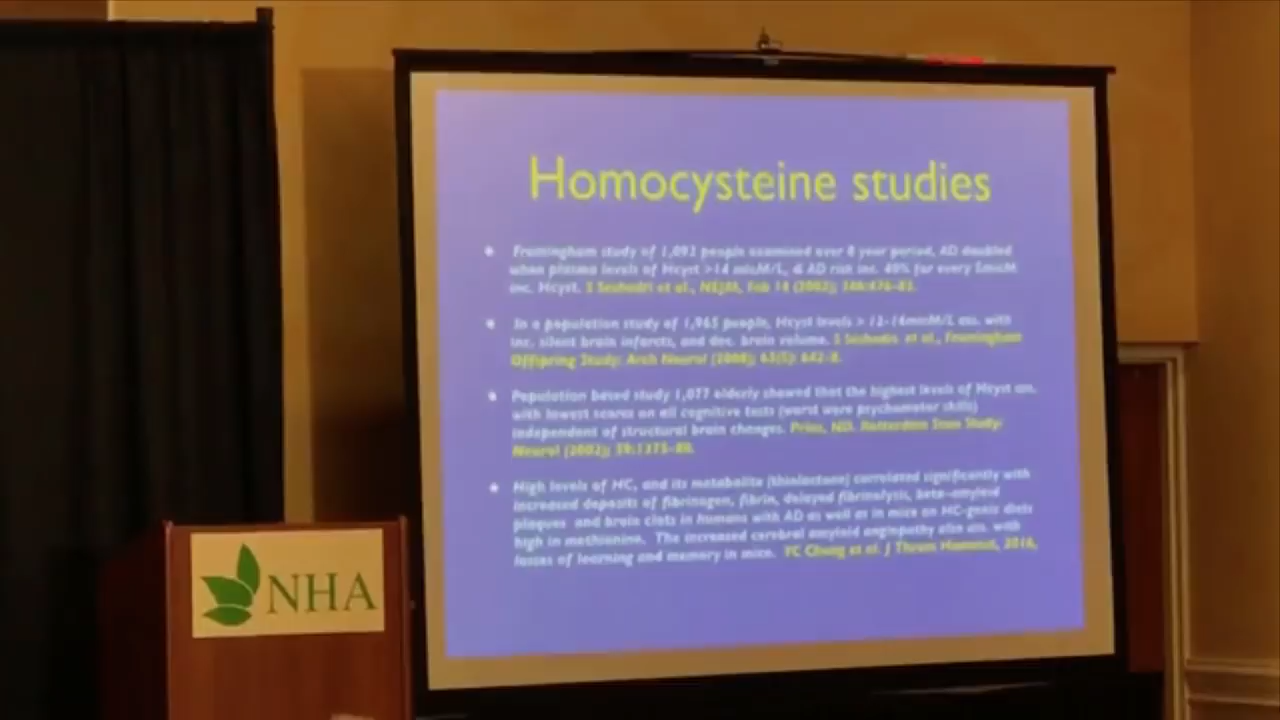 Homocysteine studies
Framingham study of 1,092 people examined over 8 year period, AD doubled
when plasma levels of Hcyst >14 micM/L, & AD risk inc. 40% for every 5micM
inc. Hcyst. S Seshadri et al., NEJM, Feb 14 (2002); 346:476-83.
In a population study of 1,965 people, Hcyst levels > 12-14micM/L ass. with
inc. silent brain infarcts, and dec. brain volume. S Seshadri et al., Framingham
Offspring Study: Arch Neurol (2008); 65(5): 642-8.
Population based study 1,077 elderly showed that the highest levels of Hcyst ass.
with lowest scores on all cognitive tests (worst were psychomotor skills)
independent of structural brain changes. Prins, ND. Rotterdam Scan Study:
Neurol (2002); 59:1375-80.
High levels of HC, and its metabolite (thiolactone) correlated significantly with
increased deposits of fibrinogen, fibrin, delayed fibrinolysis, beta-amyloid
plaques and brain clots in humans with AD as well as in mice on HC-genic diets
high in methionine. The increased cerebral amyloid angiopathy also ass. with
losses of learning and memory in mice. YC Chung et al. J Throm Haemost, 2016,
NHA